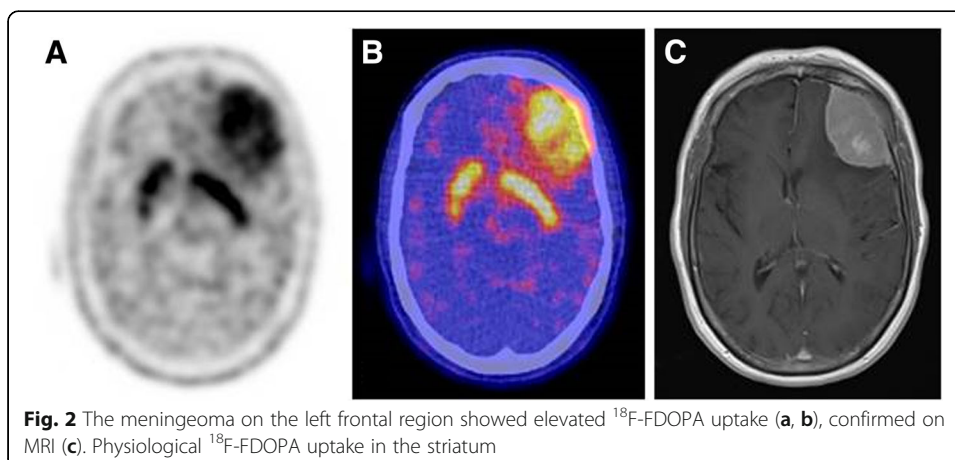 A B C
Fig. 2 The meningeoma on the left frontal region showed elevated ¹⁸F-FDOPA uptake (a, b), confirmed on
MRI (c). Physiological ¹⁸F-FDOPA uptake in the striatum